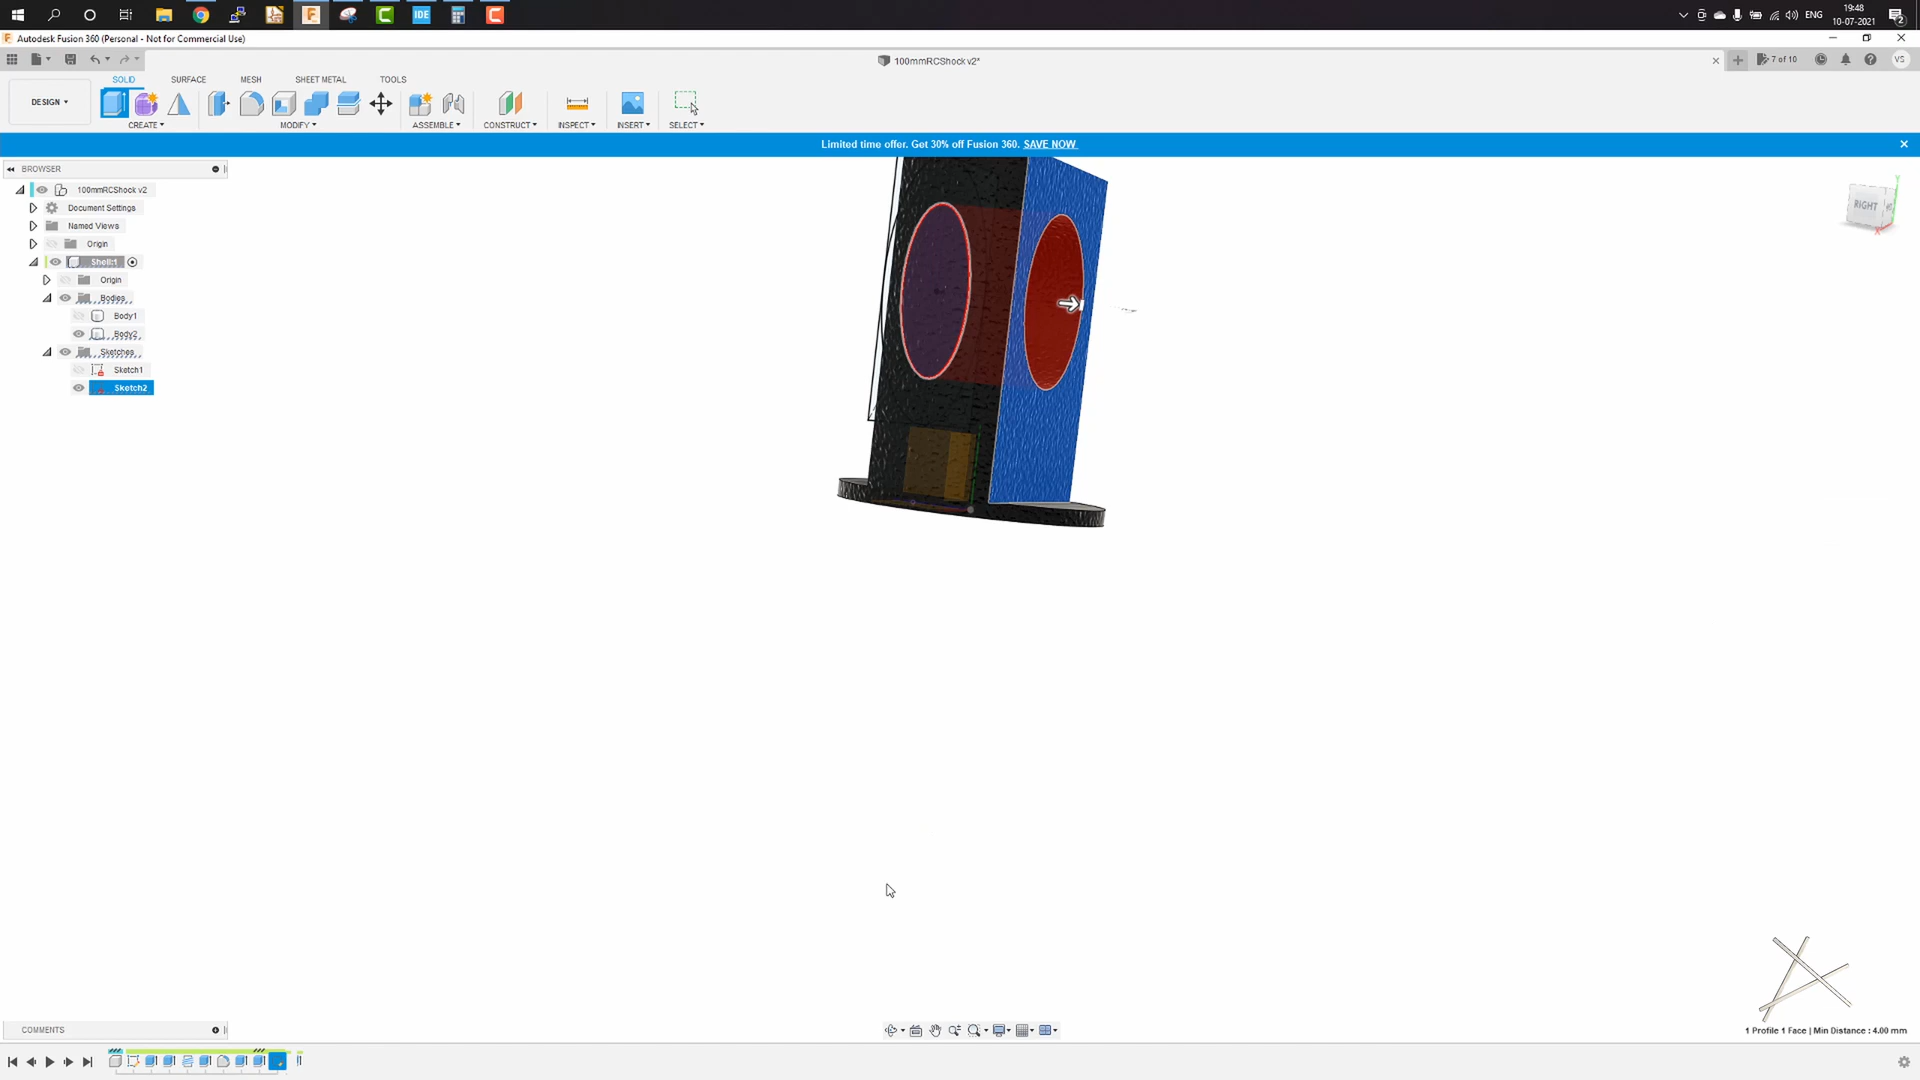 IDE
ENG
19:48
10-07-2021
2
Autodesk Fusion 360 (Personal - Not for Commercial Use)
100mmRCShock v2*
7 of 10
VS
DESIGN
SOLID
SURFACE
MESH
SHEET METAL
TOOLS
CREATE
MODIFY
ASSEMBLE
CONSTRUCT
INSPECT
INSERT
SELECT
Limited time offer. Get 30% off Fusion 360. SAVE NOW
BROWSER
100mmRCShock v2
Document Settings
Named Views
Origin
Shell:1
Origin
Bodies
Body1
Body2
Sketches
Sketch1
Sketch2
RIGHT
Y
X
COMMENTS
1 Profile 1 Face | Min Distance : 4.00 mm